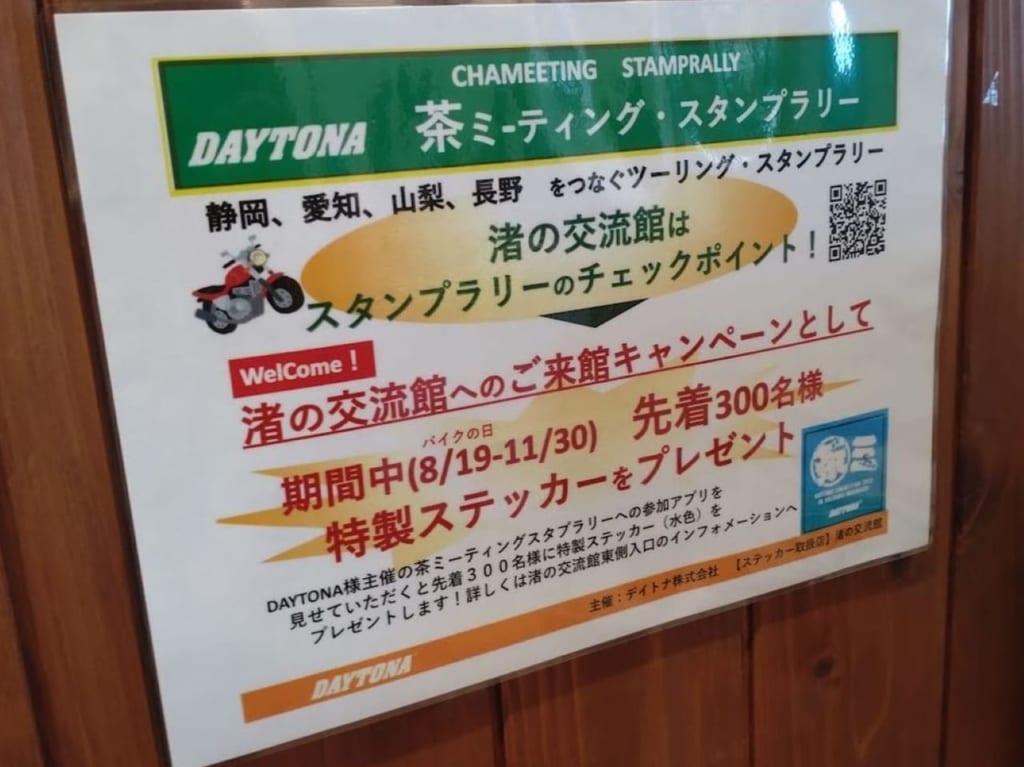 CHAMEETING STAMPRALLY
DAYTONA 茶ミーティング・スタンプラリー
静岡、愛知、山梨、長野 をつなぐツーリング・スタンプラリー
渚の交流館は
スタンプラリーのチェックポイント！
WelCome！
渚の交流館へのご来館キャンペーンとして
バイクの日
期間中(8/19-11/30) 先着300名様
特製ステッカーをプレゼント
DAYTONA様主催の茶ミーティングスタプラリーへの参加アプリを
見せていただくと先着３００名様に特製ステッカー（水色）を
プレゼントします！詳しくは渚の交流館東側入口のインフォメーションへ
DAYTONA
主催：デイトナ株式会社 【ステッカー取扱店】渚の交流館
DAYTONA